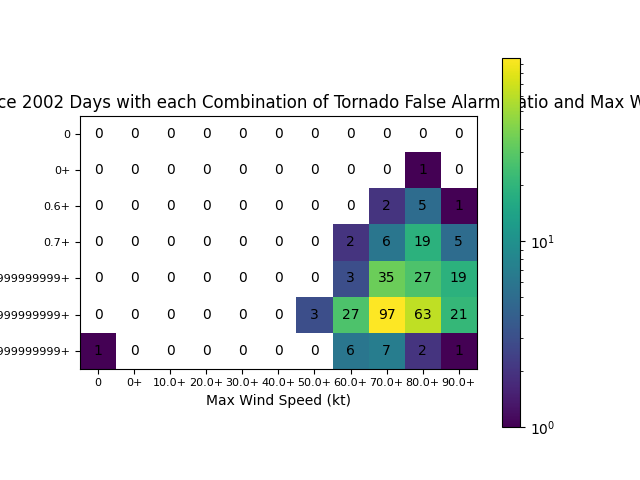 ce 2002 Days with each Combination of Tornado False Alarm Ratio and Max W
0 0 0 0 0 0 0 0 0 0 0 0
0+ 0 0 0 0 0 0 0 0 0 1 0
0.6+ 0 0 0 0 0 0 0 0 2 5 1
0.7+ 0 0 0 0 0 0 0 2 6 19 5
999999999+ 0 0 0 0 0 0 0 3 35 27 19
999999999+ 0 0 0 0 0 0 3 27 97 63 21
999999999+ 1 0 0 0 0 0 0 6 7 2 1
0 0+ 10.0+ 20.0+ 30.0+ 40.0+ 50.0+ 60.0+ 70.0+ 80.0+ 90.0+
Max Wind Speed (kt)
10¹
10⁰